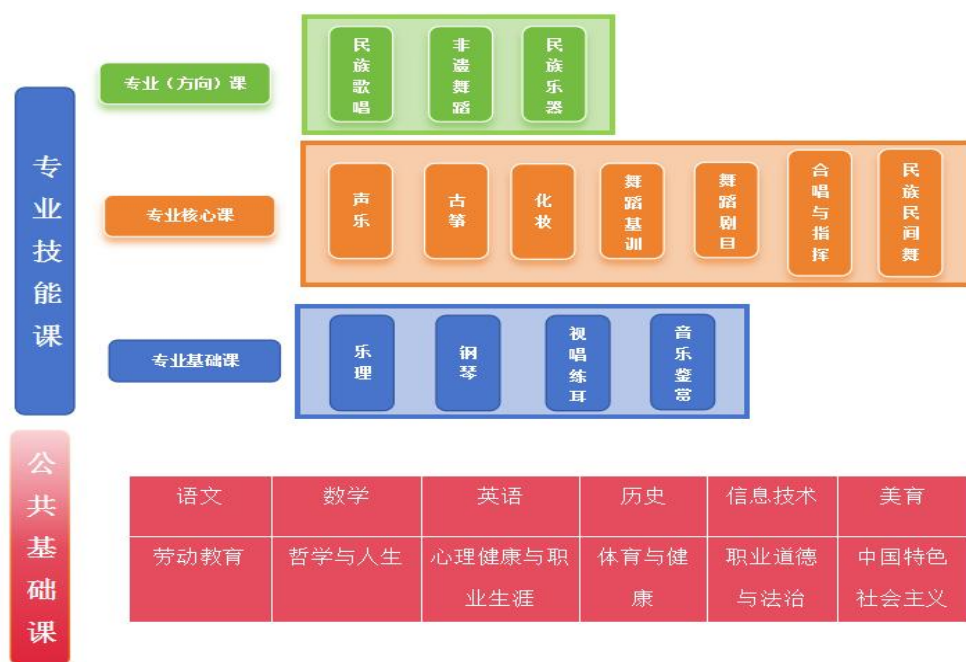 专业技能课
专业（方向）课
民族歌唱
非遗舞蹈
民族乐器
专业核心课
声乐
古筝
化妆
舞蹈基训
舞蹈剧目
合唱与指挥
民族民间舞
专业基础课
乐理
钢琴
视唱练耳
音乐鉴赏
公共基础课
语文 数学 英语 历史 信息技术 美育
劳动教育 哲学与人生 心理健康与职业生涯 体育与健康 职业道德与法治 中国特色社会主义